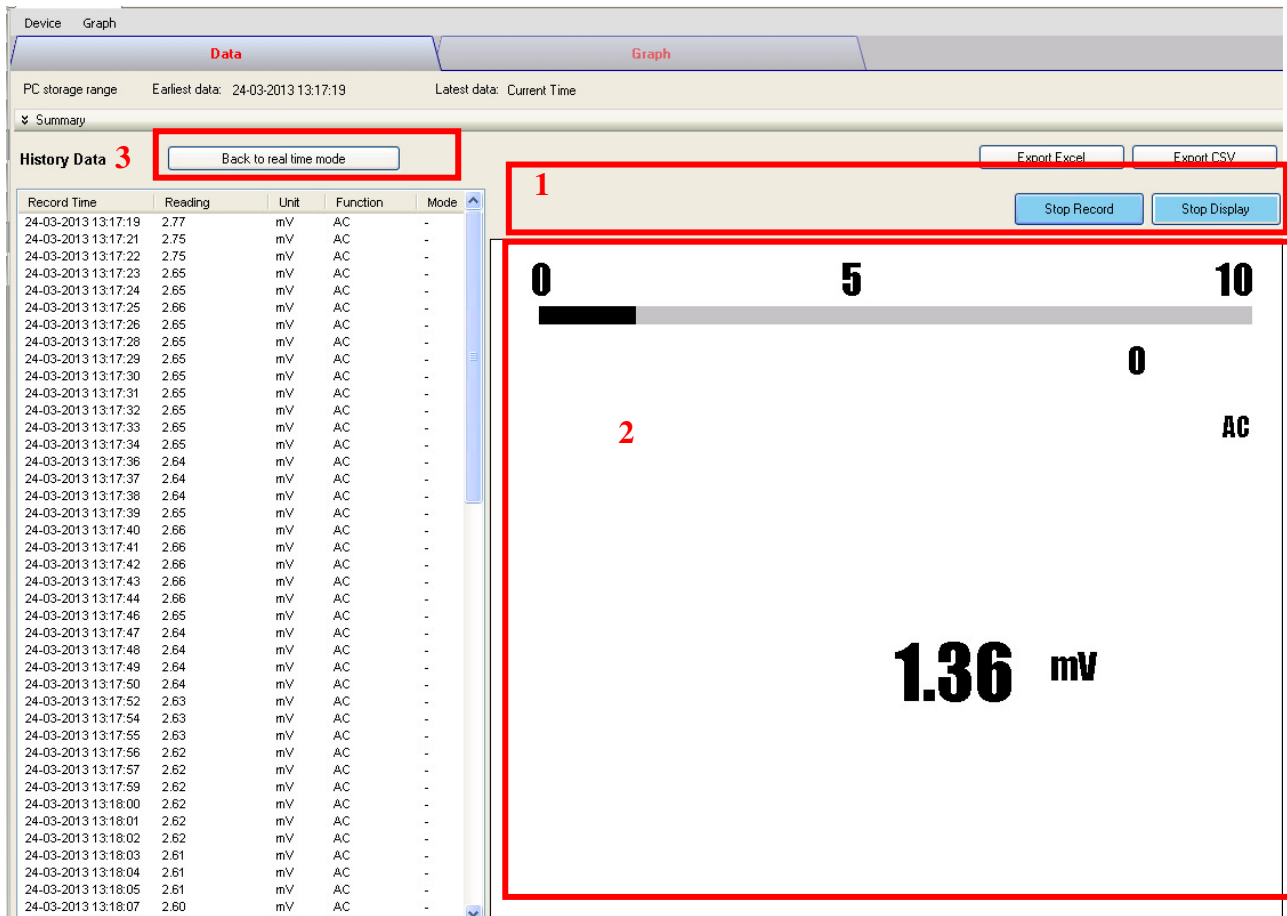 Device Graph
Data Graph
PC storage range Earliest data: 24-03-2013 13:17:19 Latest data: Current Time
Summary
History Data 3 Back to real time mode Export Excel Export CSV
1
Stop Record Stop Display
Record Time Reading Unit Function Mode
24-03-2013 13:17:19 2.77 mV AC -
24-03-2013 13:17:21 2.75 mV AC -
24-03-2013 13:17:22 2.75 mV AC -
24-03-2013 13:17:23 2.65 mV AC -
24-03-2013 13:17:24 2.65 mV AC -
24-03-2013 13:17:25 2.66 mV AC -
24-03-2013 13:17:26 2.65 mV AC -
24-03-2013 13:17:28 2.65 mV AC -
24-03-2013 13:17:29 2.65 mV AC -
24-03-2013 13:17:30 2.65 mV AC -
24-03-2013 13:17:31 2.65 mV AC -
24-03-2013 13:17:32 2.65 mV AC -
24-03-2013 13:17:33 2.65 mV AC -
24-03-2013 13:17:34 2.65 mV AC -
24-03-2013 13:17:36 2.64 mV AC -
24-03-2013 13:17:37 2.64 mV AC -
24-03-2013 13:17:38 2.64 mV AC -
24-03-2013 13:17:39 2.65 mV AC -
24-03-2013 13:17:40 2.66 mV AC -
24-03-2013 13:17:41 2.66 mV AC -
24-03-2013 13:17:42 2.66 mV AC -
24-03-2013 13:17:43 2.66 mV AC -
24-03-2013 13:17:44 2.66 mV AC -
24-03-2013 13:17:46 2.65 mV AC -
24-03-2013 13:17:47 2.64 mV AC -
24-03-2013 13:17:48 2.64 mV AC -
24-03-2013 13:17:49 2.64 mV AC -
24-03-2013 13:17:50 2.64 mV AC -
24-03-2013 13:17:52 2.63 mV AC -
24-03-2013 13:17:54 2.63 mV AC -
24-03-2013 13:17:55 2.63 mV AC -
24-03-2013 13:17:56 2.62 mV AC -
24-03-2013 13:17:57 2.62 mV AC -
24-03-2013 13:17:59 2.62 mV AC -
24-03-2013 13:18:00 2.62 mV AC -
24-03-2013 13:18:01 2.62 mV AC -
24-03-2013 13:18:02 2.62 mV AC -
24-03-2013 13:18:03 2.61 mV AC -
24-03-2013 13:18:04 2.61 mV AC -
24-03-2013 13:18:05 2.61 mV AC -
24-03-2013 13:18:07 2.60 mV AC -
0 5 10
0
AC
2
1.36 mV